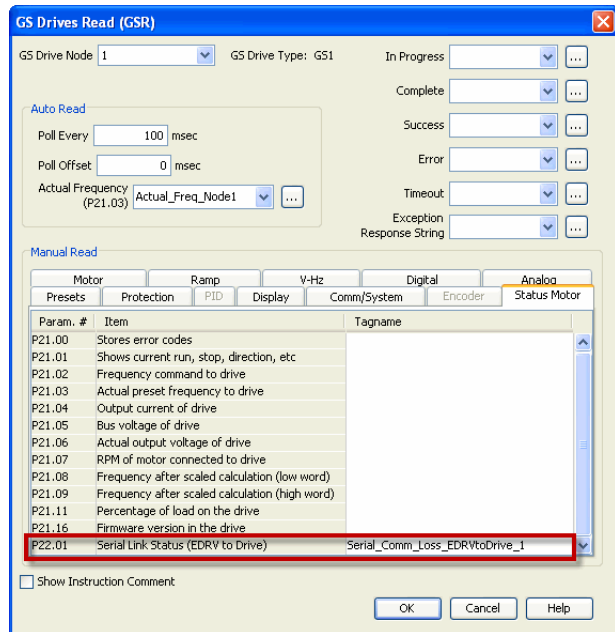 GS Drives Read (GSR)
GS Drive Node 1 GS Drive Type: GS1
In Progress ...
Complete ...
Success ...
Error ...
Timeout ...
Exception Response String ...
Auto Read
Poll Every 100 msec
Poll Offset 0 msec
Actual Frequency (P21.03) Actual_Freq_Node1 ...
Manual Read
Motor Ramp V-Hz Digital Analog
Presets Protection PID Display Comm/System Encoder Status Motor
Param. # Item Tagname
P21.00 Stores error codes
P21.01 Shows current run, stop, direction, etc
P21.02 Frequency command to drive
P21.03 Actual preset frequency to drive
P21.04 Output current of drive
P21.05 Bus voltage of drive
P21.06 Actual output voltage of drive
P21.07 RPM of motor connected to drive
P21.08 Frequency after scaled calculation (low word)
P21.09 Frequency after scaled calculation (high word)
P21.11 Percentage of load on the drive
P21.16 Firmware version in the drive
P22.01 Serial Link Status (EDRV to Drive) Serial_Comm_Loss_EDRVtoDrive_1
Show Instruction Comment
OK Cancel Help